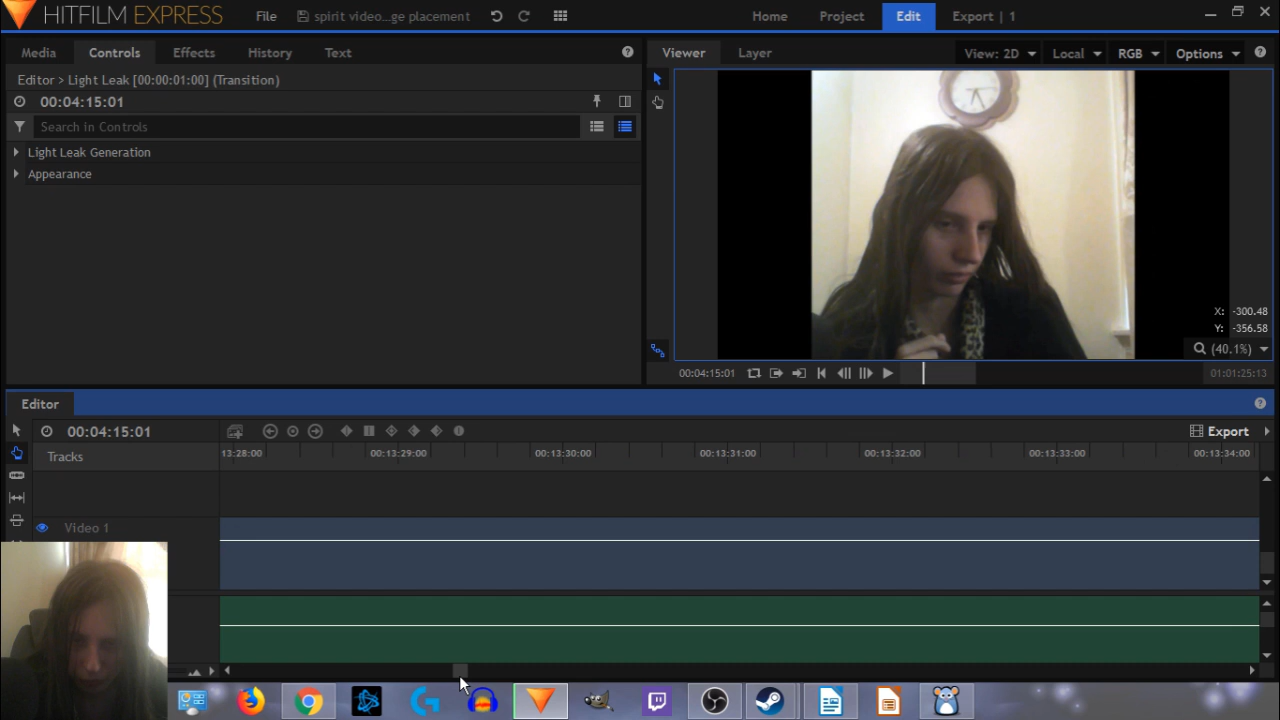 HITFILM EXPRESS
File
spirit video...ge placement
Home
Project
Edit
Export | 1
Media
Controls
Effects
History
Text
Viewer
Layer
View: 2D
Local
RGB
Options
Editor > Light Leak [00:00:01:00] (Transition)
00:04:15:01
Search in Controls
Light Leak Generation
Appearance
X: -300.48
Y: -356.58
(40.1%)
00:04:15:01
01:01:25:13
Editor
00:04:15:01
Export
Tracks
13:28:00
00:13:29:00
00:13:30:00
00:13:31:00
00:13:32:00
00:13:33:00
00:13:34:00
Video 1